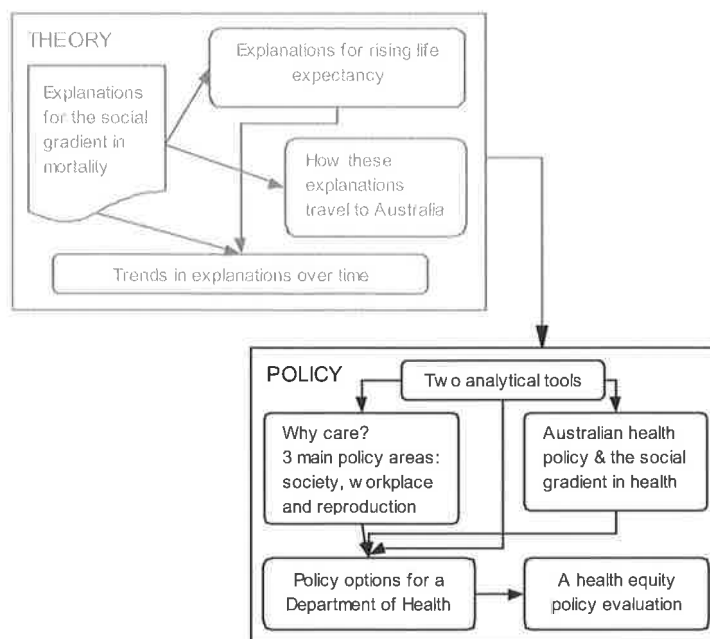 THEORY
Explanations for rising life
expectancy
Explanations
for the social
gradient in
mortality
How these
explanations
travel to Australia
Trends in explanations over time
POLICY
Two analytical tools
Why care?
3 main policy areas:
society, workplace
and reproduction
Australian health
policy & the social
gradient in health
Policy options for a
Department of Health
A health equity
policy evaluation